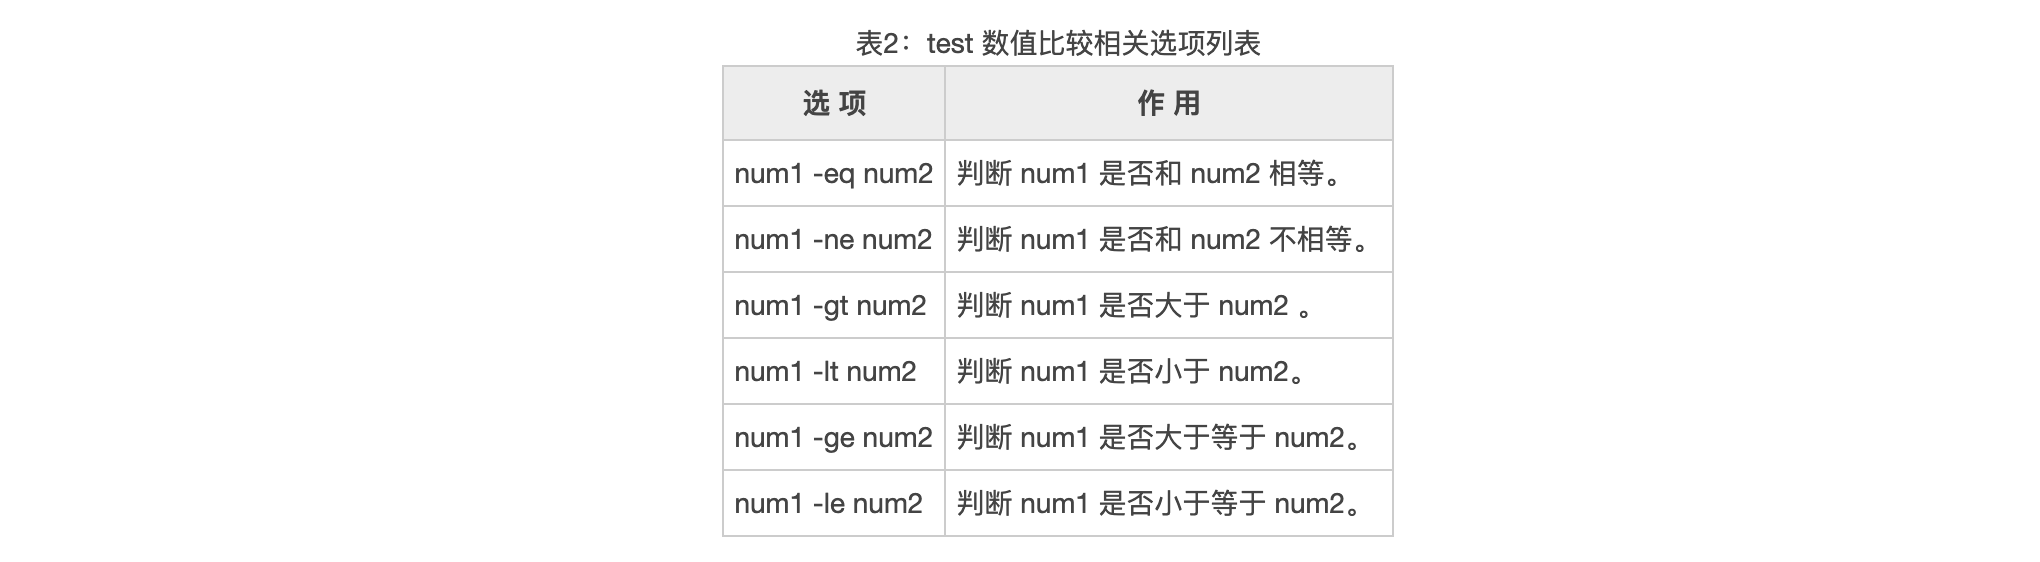 表2：test 数值比较相关选项列表
选 项 作 用
num1 -eq num2 判断 num1 是否和 num2 相等。
num1 -ne num2 判断 num1 是否和 num2 不相等。
num1 -gt num2 判断 num1 是否大于 num2 。
num1 -lt num2 判断 num1 是否小于 num2。
num1 -ge num2 判断 num1 是否大于等于 num2。
num1 -le num2 判断 num1 是否小于等于 num2。